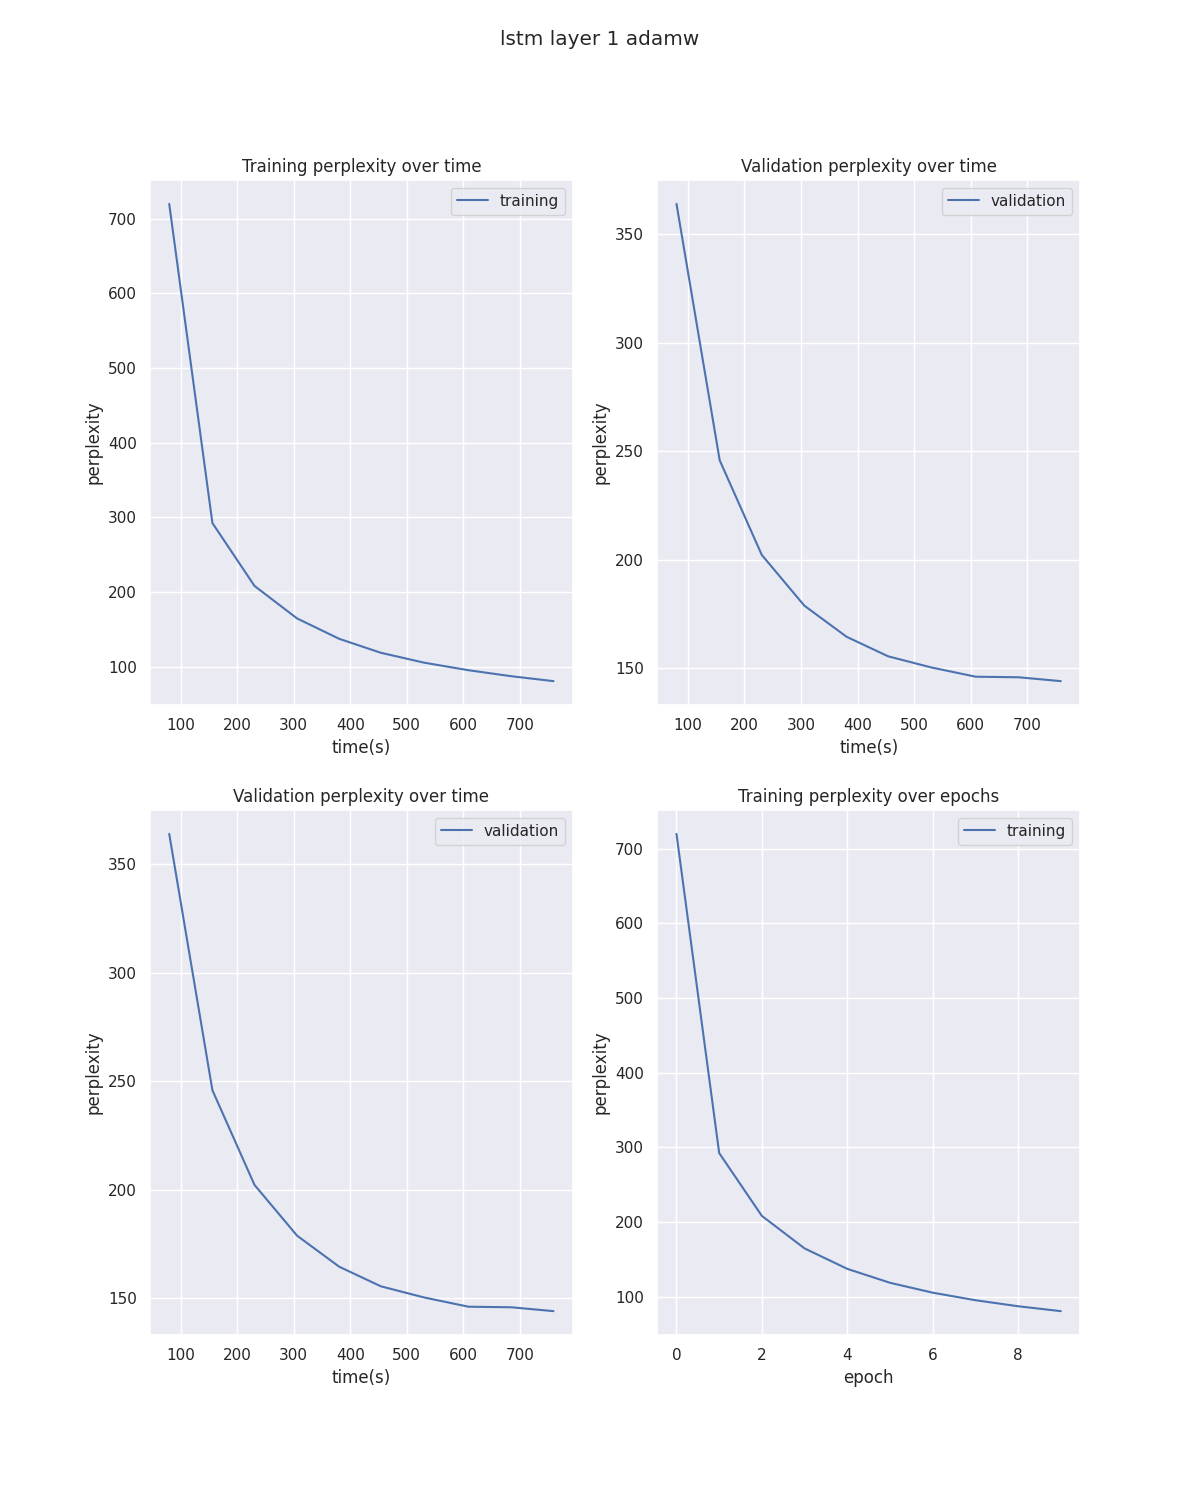 lstm layer 1 adamw
Training perplexity over time
training
700
600
500
400
300
200
100
perplexity
100 200 300 400 500 600 700
time(s)
Validation perplexity over time
validation
350
300
250
200
150
perplexity
100 200 300 400 500 600 700
time(s)
Validation perplexity over time
validation
350
300
250
200
150
perplexity
100 200 300 400 500 600 700
time(s)
Training perplexity over epochs
training
700
600
500
400
300
200
100
perplexity
0 2 4 6 8
epoch